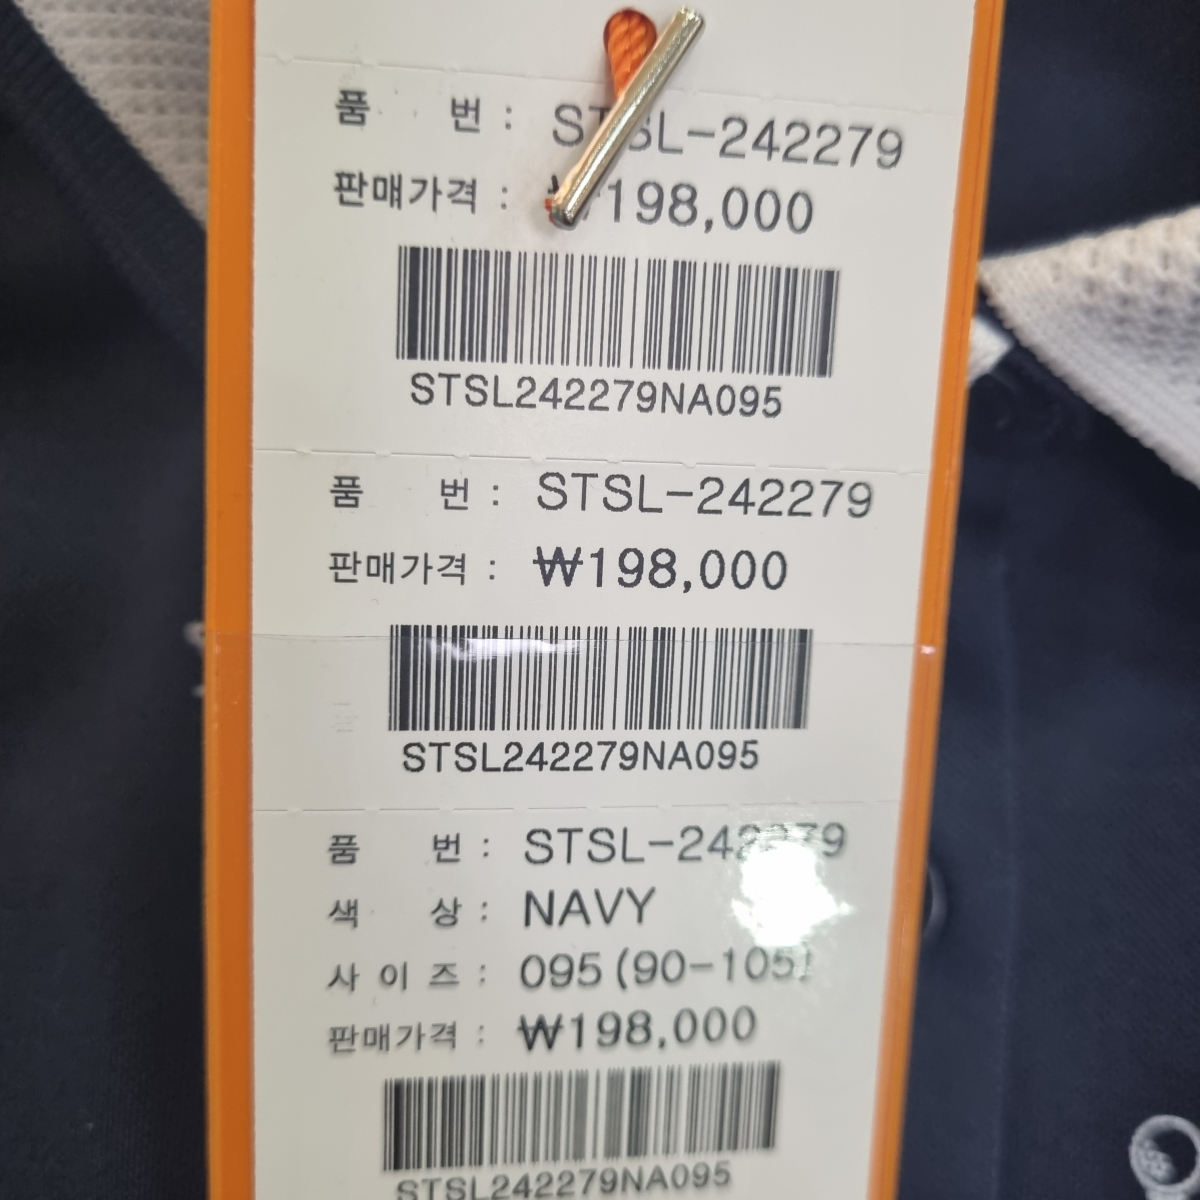 품 번 : STSL-242279
판매가격 : ₩198,000
STSL242279NA095
품 번 : STSL-242279
판매가격 : ₩198,000
STSL242279NA095
품 번 : STSL-242279
색 상 : NAVY
사 이 즈 : 095 (90-105)
판매가격 : ₩198,000
STSL242279NA095